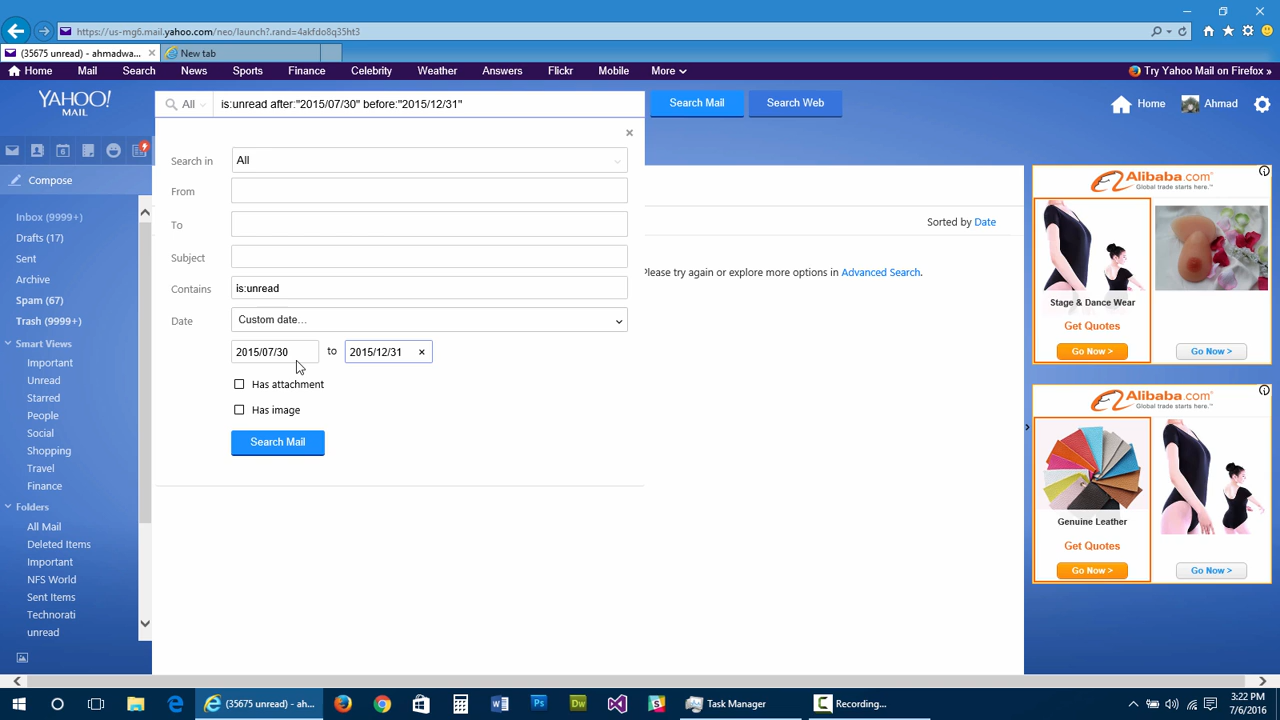 https://us-mg6.mail.yahoo.com/neo/launch?.rand=4akfdo8q35ht3
(35675 unread) - ahmadwa...
New tab
Home Mail Search News Sports Finance Celebrity Weather Answers Flickr Mobile More
Try Yahoo Mail on Firefox »
YAHOO!
MAIL
All is:unread after:"2015/07/30" before:"2015/12/31"
Search Mail
Search Web
Home
Ahmad
Compose
Inbox (9999+)
Drafts (17)
Sent
Archive
Spam (67)
Trash (9999+)
Smart Views
Important
Unread
Starred
People
Social
Shopping
Travel
Finance
Folders
All Mail
Deleted Items
Important
NFS World
Sent Items
Technorati
unread
Search in All
From
To
Subject
Contains is:unread
Date Custom date...
2015/07/30 to 2015/12/31
Has attachment
Has image
Search Mail
Sorted by Date
Please try again or explore more options in Advanced Search.
Alibaba.com
Global trade starts here.™
Stage & Dance Wear
Get Quotes
Go Now >
Go Now >
Alibaba.com
Global trade starts here.™
Genuine Leather
Get Quotes
Go Now >
Go Now >
(35675 unread) - ah...
Task Manager
Recording...
3:22 PM
7/6/2016